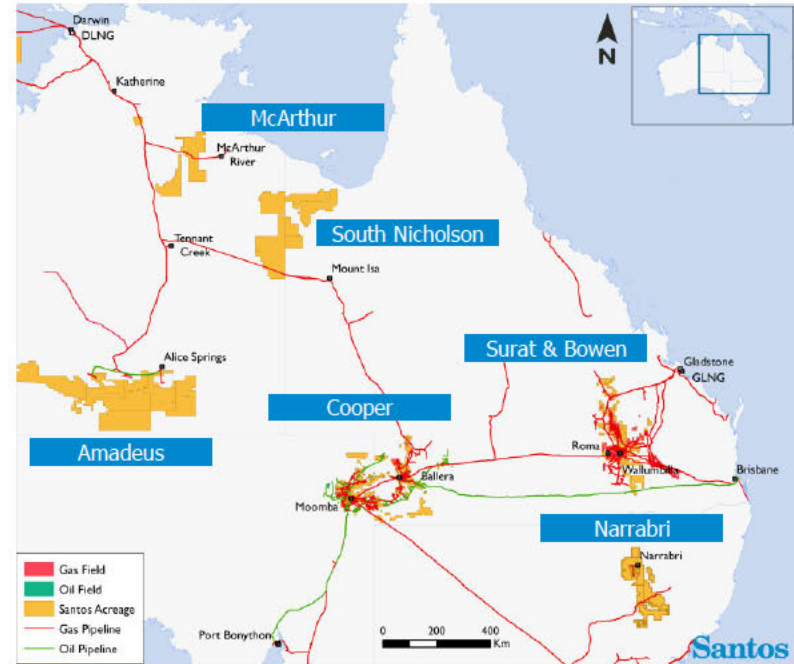 Darwin
DLNG
N
Katherine
McArthur
McArthur
River
South Nicholson
Tennant
Creek
Mount Isa
Surat & Bowen
Alice Springs
Gladstone
GLNG
Cooper
Amadeus
Roma
Wallumbilla
Ballera
Brisbane
Moomba
Narrabri
Narrabri
Gas Field
Oil Field
Santos Acreage
Gas Pipeline
Oil Pipeline
Port Bonython
0 200 400
Km
Santos